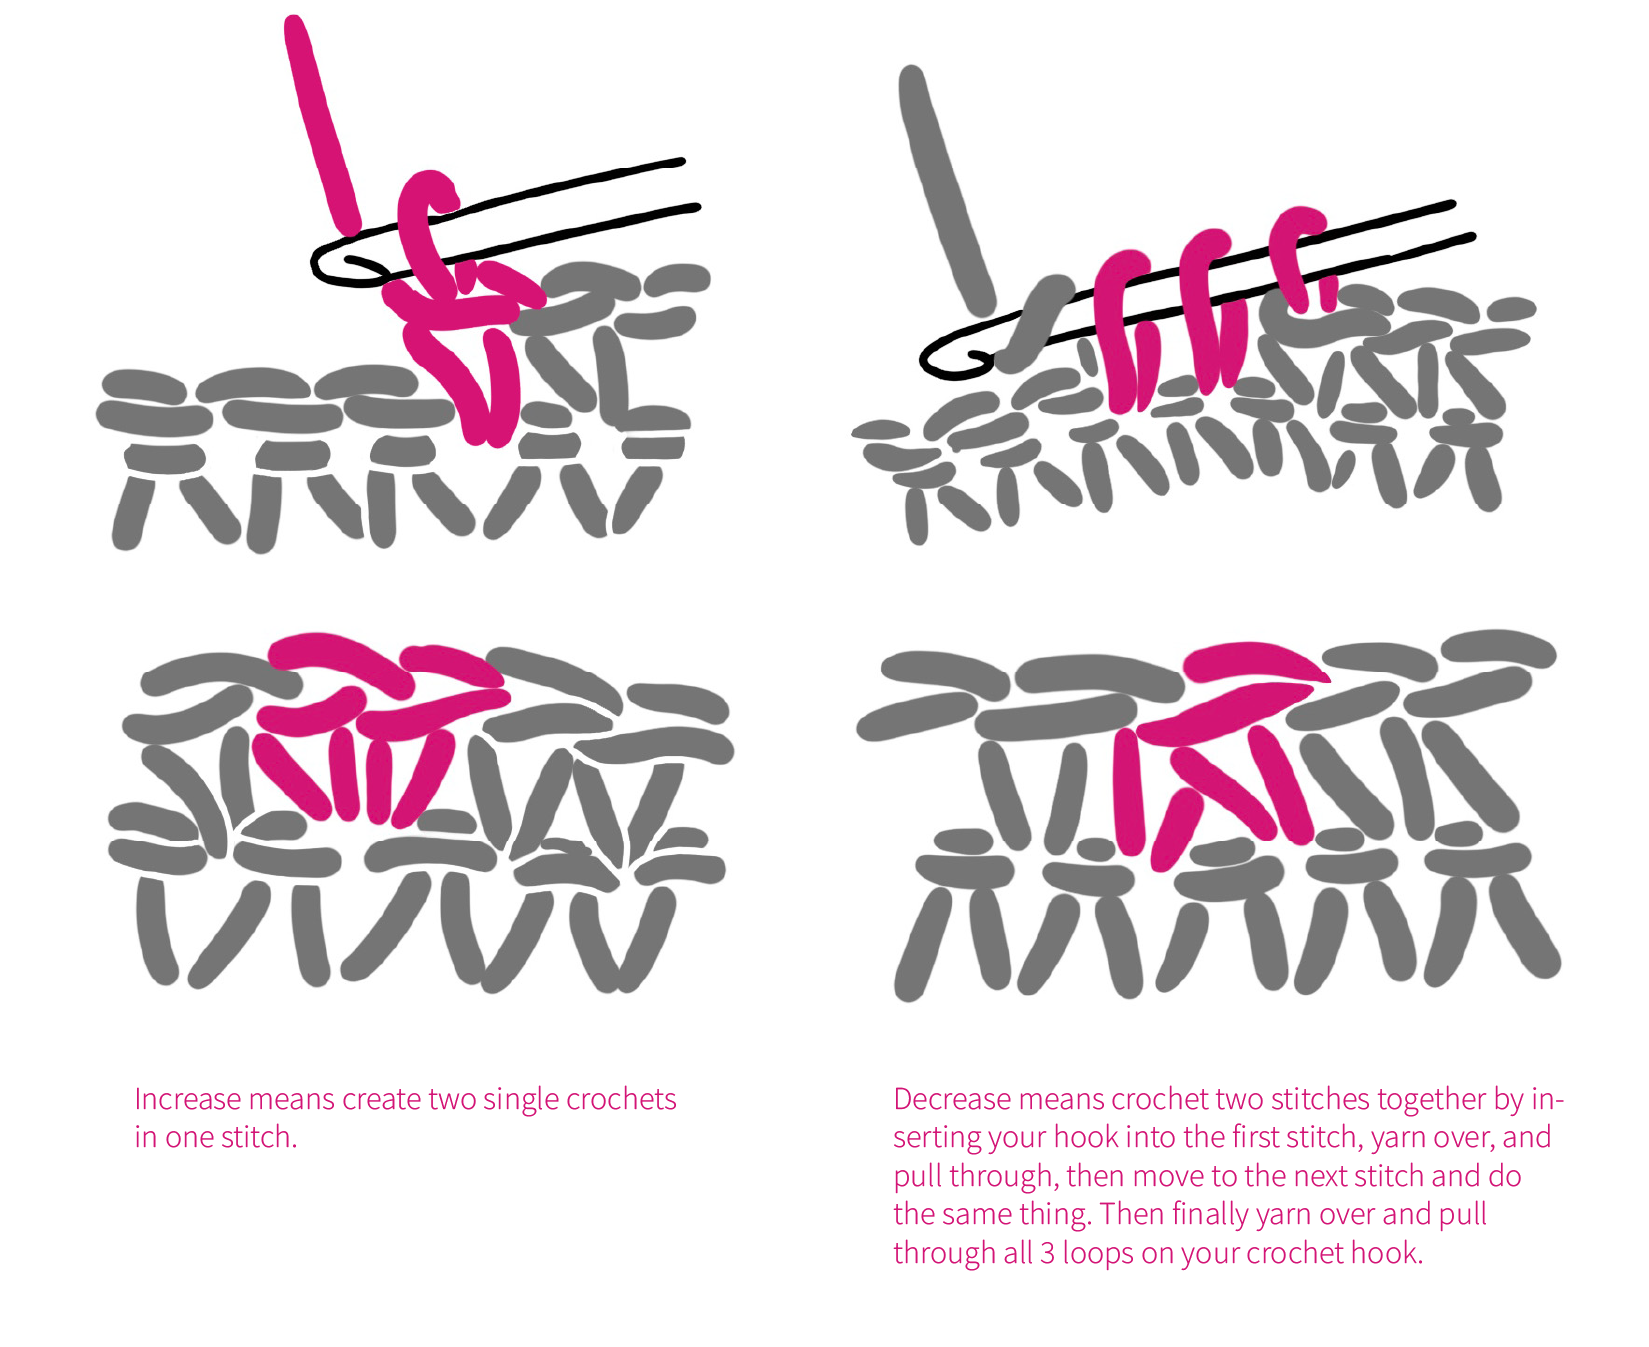 Increase means create two single crochets
in one stitch.
Decrease means crochet two stitches together by in-
serting your hook into the first stitch, yarn over, and
pull through, then move to the next stitch and do
the same thing. Then finally yarn over and pull
through all 3 loops on your crochet hook.